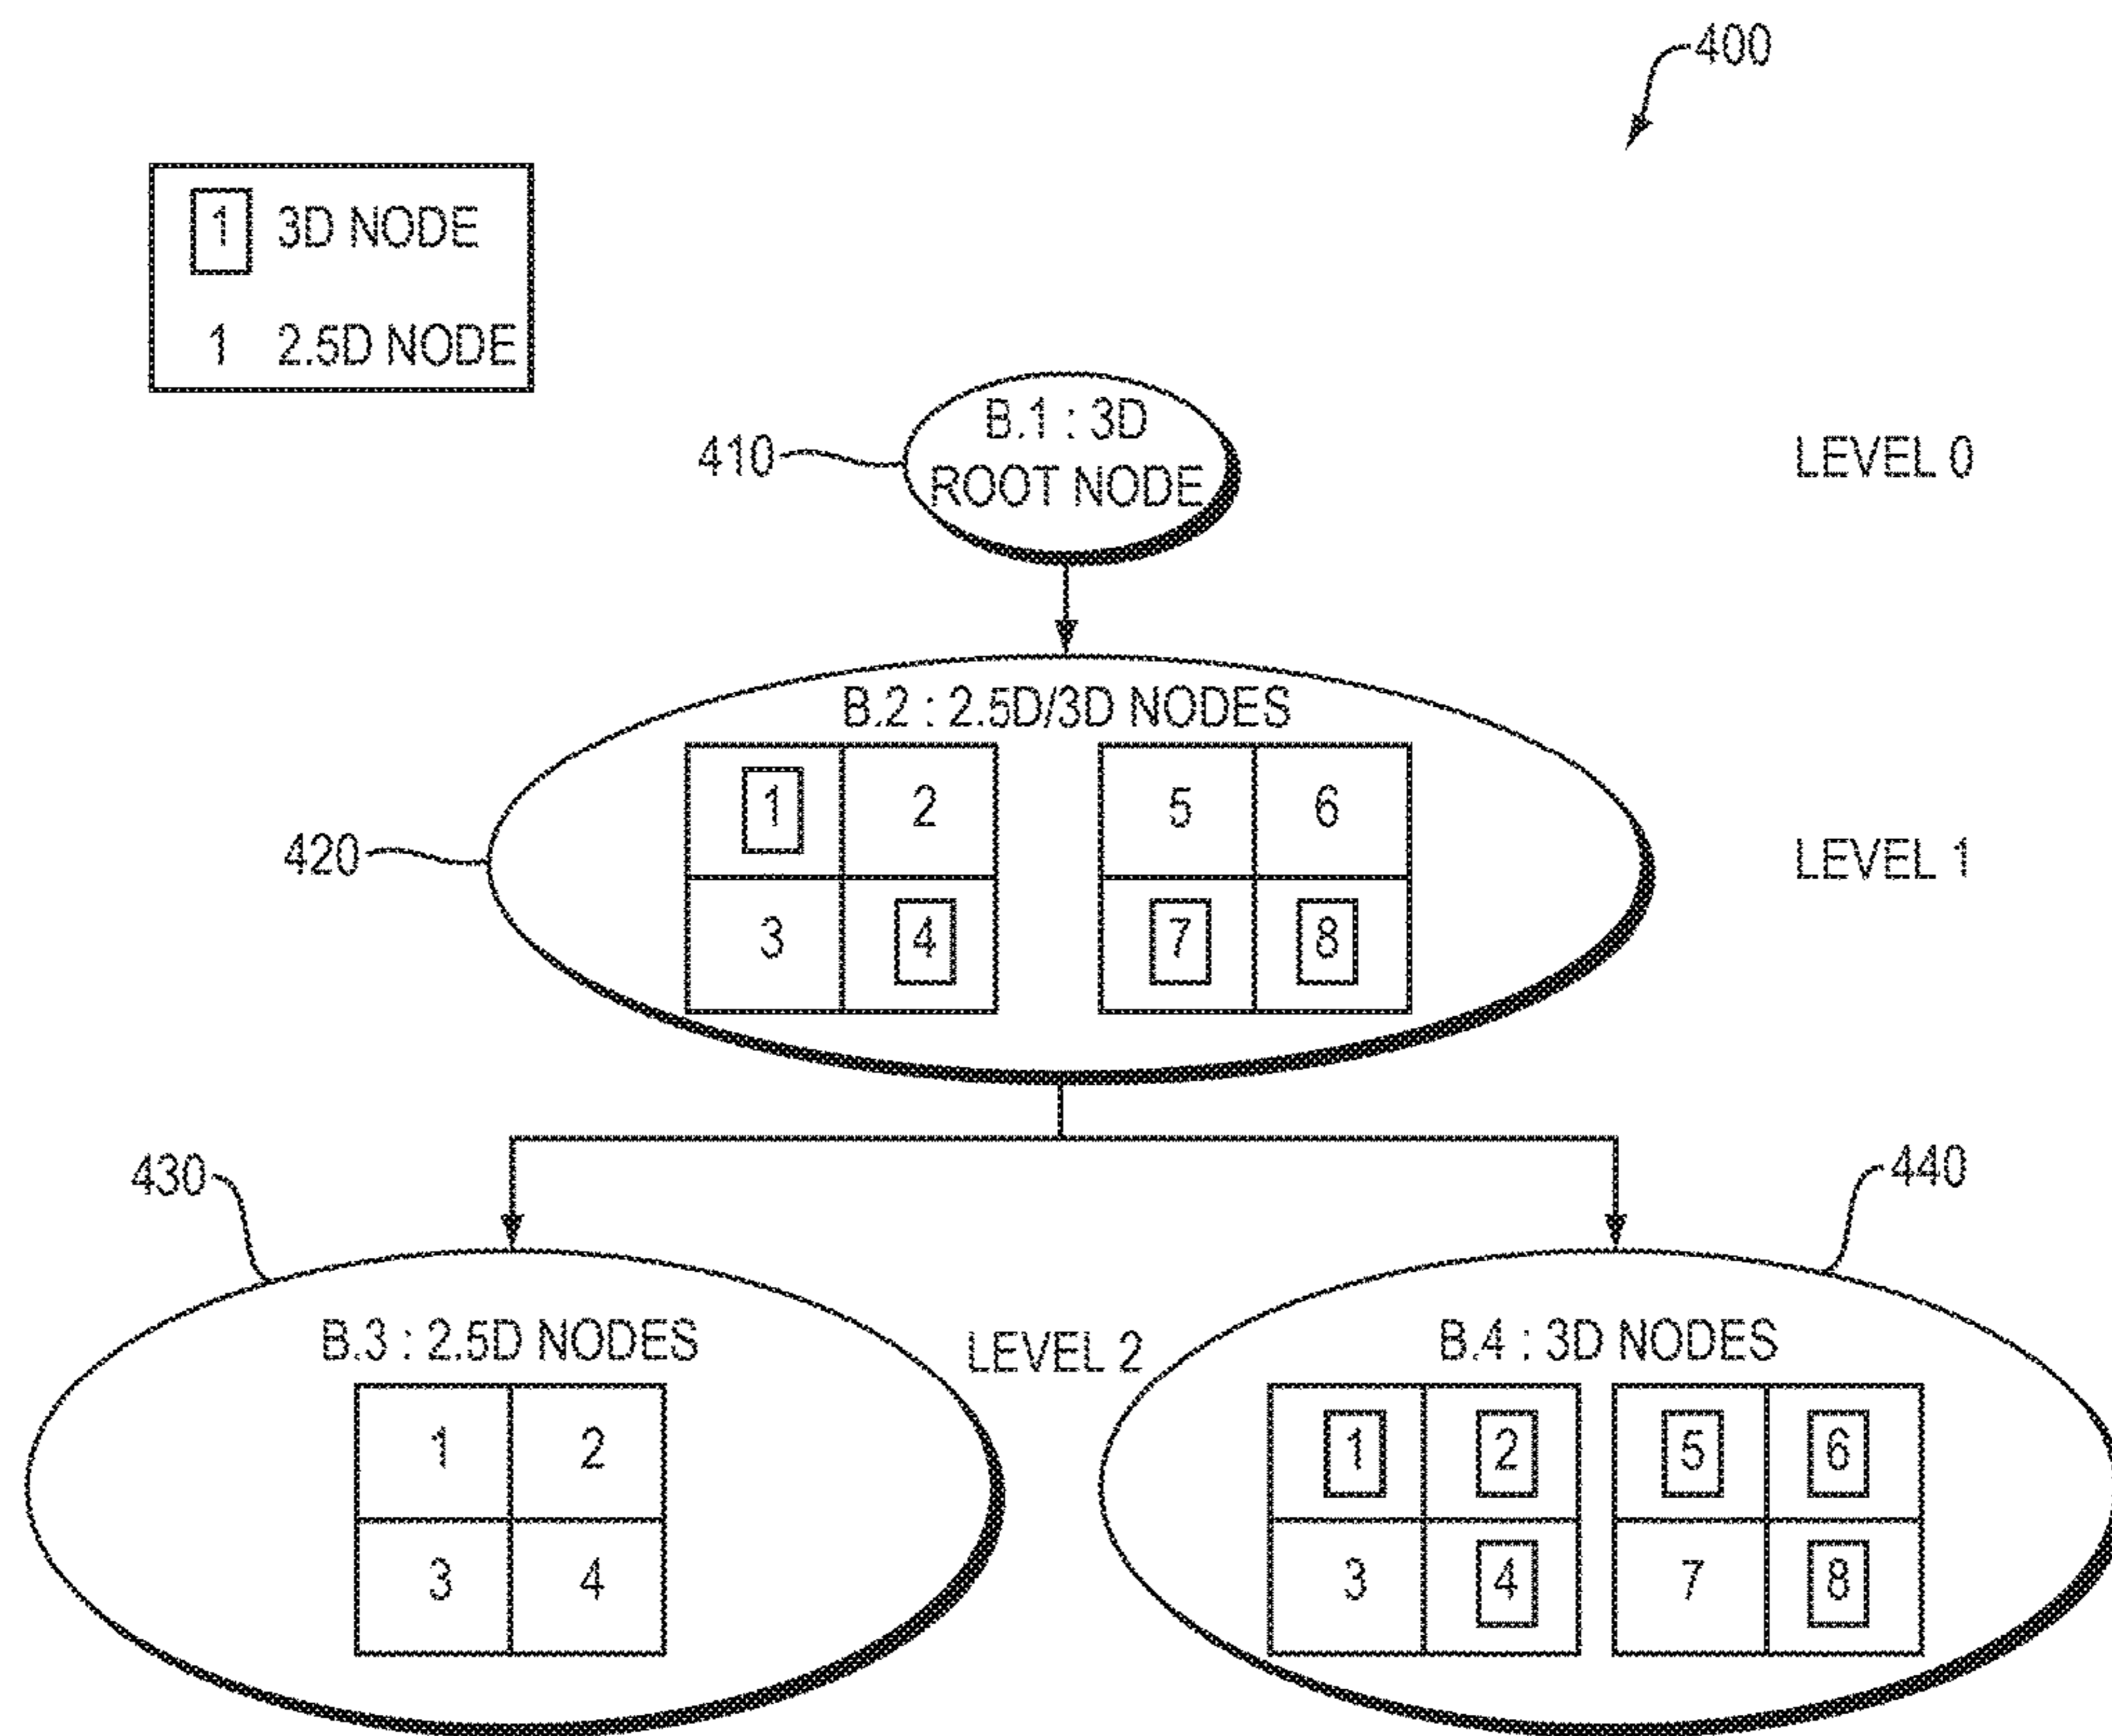 400
1 3D NODE
1 2.5D NODE
410
B.1 : 3D
ROOT NODE
LEVEL 0
B.2 : 2.5D/3D NODES
1 2 5 6
420
LEVEL 1
3 4 7 8
430
440
B.3 : 2.5D NODES
LEVEL 2
B.4 : 3D NODES
1 2
3 4
1 2 5 6
3 4 7 8